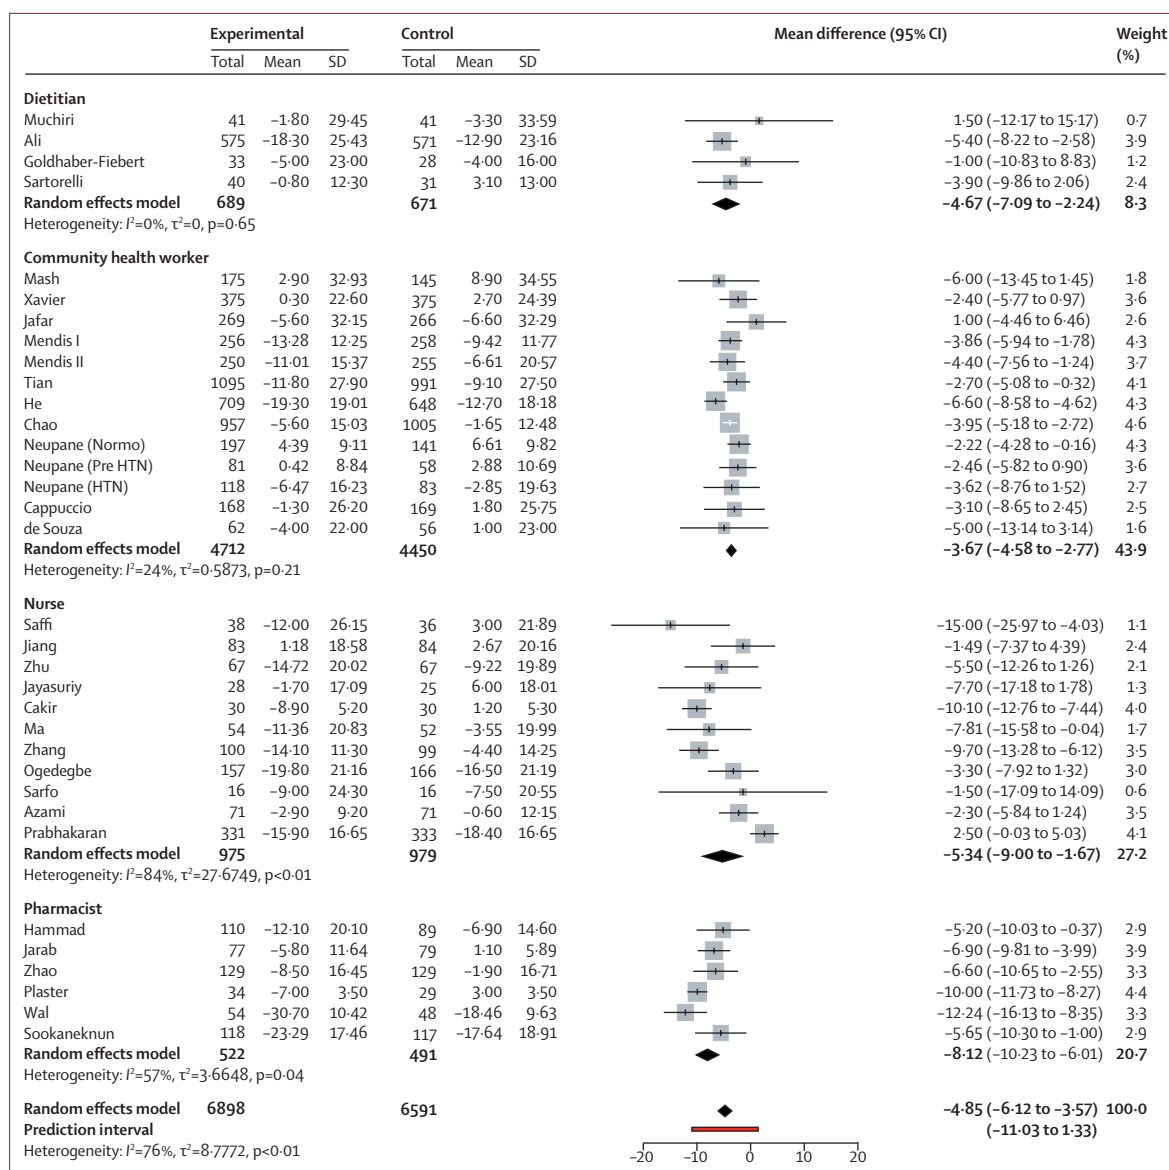 Experimental Control Mean difference (95% CI) Weight
(%)
Total Mean SD Total Mean SD
Dietitian
Muchiri 41 −1·80 29·45 41 −3·30 33·59 1·50 (−12·17 to 15·17) 0·7
Ali 575 −18·30 25·43 571 −12·90 23·16 −5·40 (−8·22 to −2·58) 3·9
Goldhaber-Fiebert 33 −5·00 23·00 28 −4·00 16·00 −1·00 (−10·83 to 8·83) 1·2
Sartorelli 40 −0·80 12·30 31 3·10 13·00 −3·90 (−9·86 to 2·06) 2·4
Random effects model 689 671 −4·67 (−7·09 to −2·24) 8·3
Heterogeneity: I²=0%, τ²=0, p=0·65
Community health worker
Mash 175 2·90 32·93 145 8·90 34·55 −6·00 (−13·45 to 1·45) 1·8
Xavier 375 0·30 22·60 375 2·70 24·39 −2·40 (−5·77 to 0·97) 3·6
Jafar 269 −5·60 32·15 266 −6·60 32·29 1·00 (−4·46 to 6·46) 2·6
Mendis I 256 −13·28 12·25 258 −9·42 11·77 −3·86 (−5·94 to −1·78) 4·3
Mendis II 250 −11·01 15·37 255 −6·61 20·57 −4·40 (−7·56 to −1·24) 3·7
Tian 1095 −11·80 27·90 991 −9·10 27·50 −2·70 (−5·08 to −0·32) 4·1
He 709 −19·30 19·01 648 −12·70 18·18 −6·60 (−8·58 to −4·62) 4·3
Chao 957 −5·60 15·03 1005 −1·65 12·48 −3·95 (−5·18 to −2·72) 4·6
Neupane (Normo) 197 4·39 9·11 141 6·61 9·82 −2·22 (−4·28 to −0·16) 4·3
Neupane (Pre HTN) 81 0·42 8·84 58 2·88 10·69 −2·46 (−5·82 to 0·90) 3·6
Neupane (HTN) 118 −6·47 16·23 83 −2·85 19·63 −3·62 (−8·76 to 1·52) 2·7
Cappuccio 168 −1·30 26·20 169 1·80 25·75 −3·10 (−8·65 to 2·45) 2·5
de Souza 62 −4·00 22·00 56 1·00 23·00 −5·00 (−13·14 to 3·14) 1·6
Random effects model 4712 4450 −3·67 (−4·58 to −2·77) 43·9
Heterogeneity: I²=24%, τ²=0·5873, p=0·21
Nurse
Saffi 38 −12·00 26·15 36 3·00 21·89 −15·00 (−25·97 to −4·03) 1·1
Jiang 83 1·18 18·58 84 2·67 20·16 −1·49 (−7·37 to 4·39) 2·4
Zhu 67 −14·72 20·02 67 −9·22 19·89 −5·50 (−12·26 to 1·26) 2·1
Jayasuriy 28 −1·70 17·09 25 6·00 18·01 −7·70 (−17·18 to 1·78) 1·3
Cakir 30 −8·90 5·20 30 1·20 5·30 −10·10 (−12·76 to −7·44) 4·0
Ma 54 −11·36 20·83 52 −3·55 19·99 −7·81 (−15·58 to −0·04) 1·7
Zhang 100 −14·10 11·30 99 −4·40 14·25 −9·70 (−13·28 to −6·12) 3·5
Ogedegbe 157 −19·80 21·16 166 −16·50 21·19 −3·30 (−7·92 to 1·32) 3·0
Sarfo 16 −9·00 24·30 16 −7·50 20·55 −1·50 (−17·09 to 14·09) 0·6
Azami 71 −2·90 9·20 71 −0·60 12·15 −2·30 (−5·84 to 1·24) 3·5
Prabhakaran 331 −15·90 16·65 333 −18·40 16·65 2·50 (−0·03 to 5·03) 4·1
Random effects model 975 979 −5·34 (−9·00 to −1·67) 27·2
Heterogeneity: I²=84%, τ²=27·6749, p<0·01
Pharmacist
Hammad 110 −12·10 20·10 89 −6·90 14·60 −5·20 (−10·03 to −0·37) 2·9
Jarab 77 −5·80 11·64 79 1·10 5·89 −6·90 (−9·81 to −3·99) 3·9
Zhao 129 −8·50 16·45 129 −1·90 16·71 −6·60 (−10·65 to −2·55) 3·3
Plaster 34 −7·00 3·50 29 3·00 3·50 −10·00 (−11·73 to −8·27) 4·4
Wal 54 −30·70 10·42 48 −18·46 9·63 −12·24 (−16·13 to −8·35) 3·3
Sookaneknun 118 −23·29 17·46 117 −17·64 18·91 −5·65 (−10·30 to −1·00) 2·9
Random effects model 522 491 −8·12 (−10·23 to −6·01) 20·7
Heterogeneity: I²=57%, τ²=3·6648, p=0·04
Random effects model 6898 6591 −4·85 (−6·12 to −3·57) 100·0
Prediction interval (−11·03 to 1·33)
Heterogeneity: I²=76%, τ²=8·7772, p<0·01
−20 −10 0 10 20